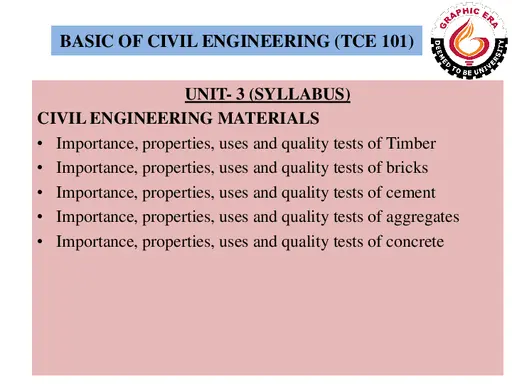 BASIC OF CIVIL ENGINEERING (TCE 101)
GRAPHIC ERA
DEEMED TO BE UNIVERSITY
UNIT- 3 (SYLLABUS)
CIVIL ENGINEERING MATERIALS
• Importance, properties, uses and quality tests of Timber
• Importance, properties, uses and quality tests of bricks
• Importance, properties, uses and quality tests of cement
• Importance, properties, uses and quality tests of aggregates
• Importance, properties, uses and quality tests of concrete